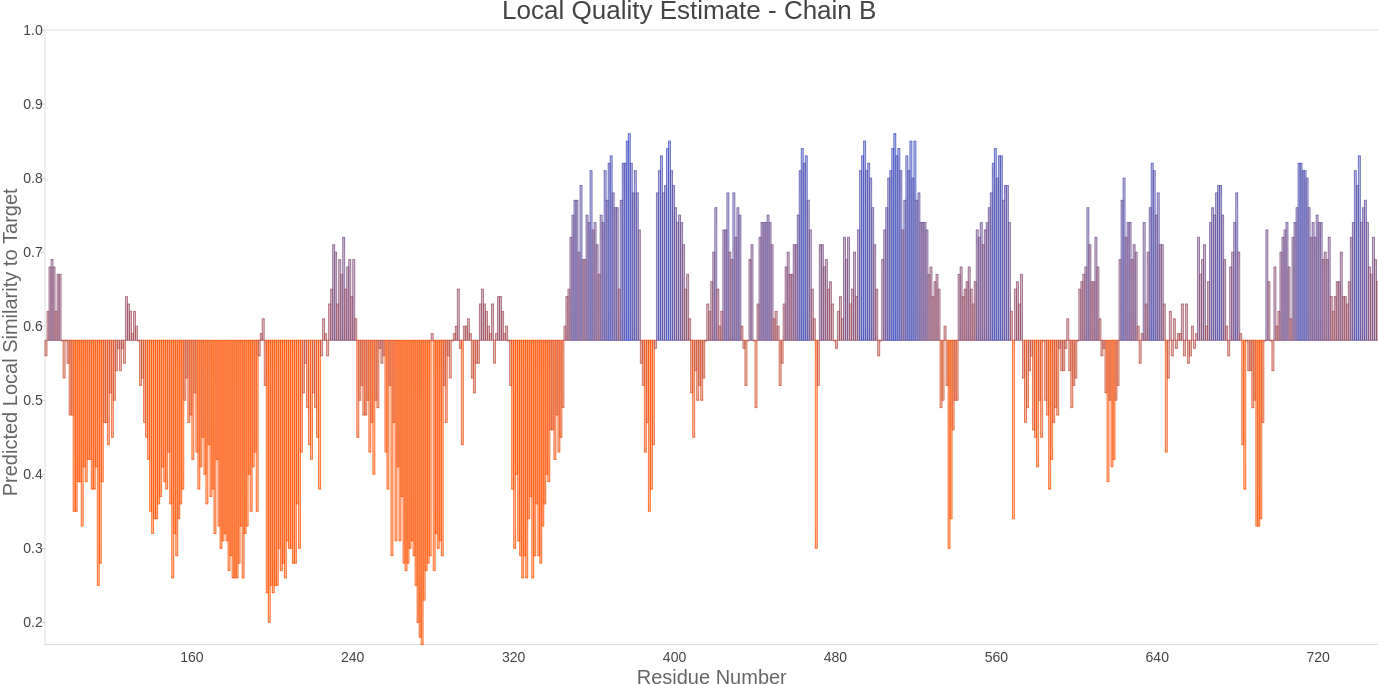 Local Quality Estimate - Chain B
Predicted Local Similarity to Target
1.0
0.9
0.8
0.7
0.6
0.5
0.4
0.3
0.2
160 240 320 400 480 560 640 720
Residue Number